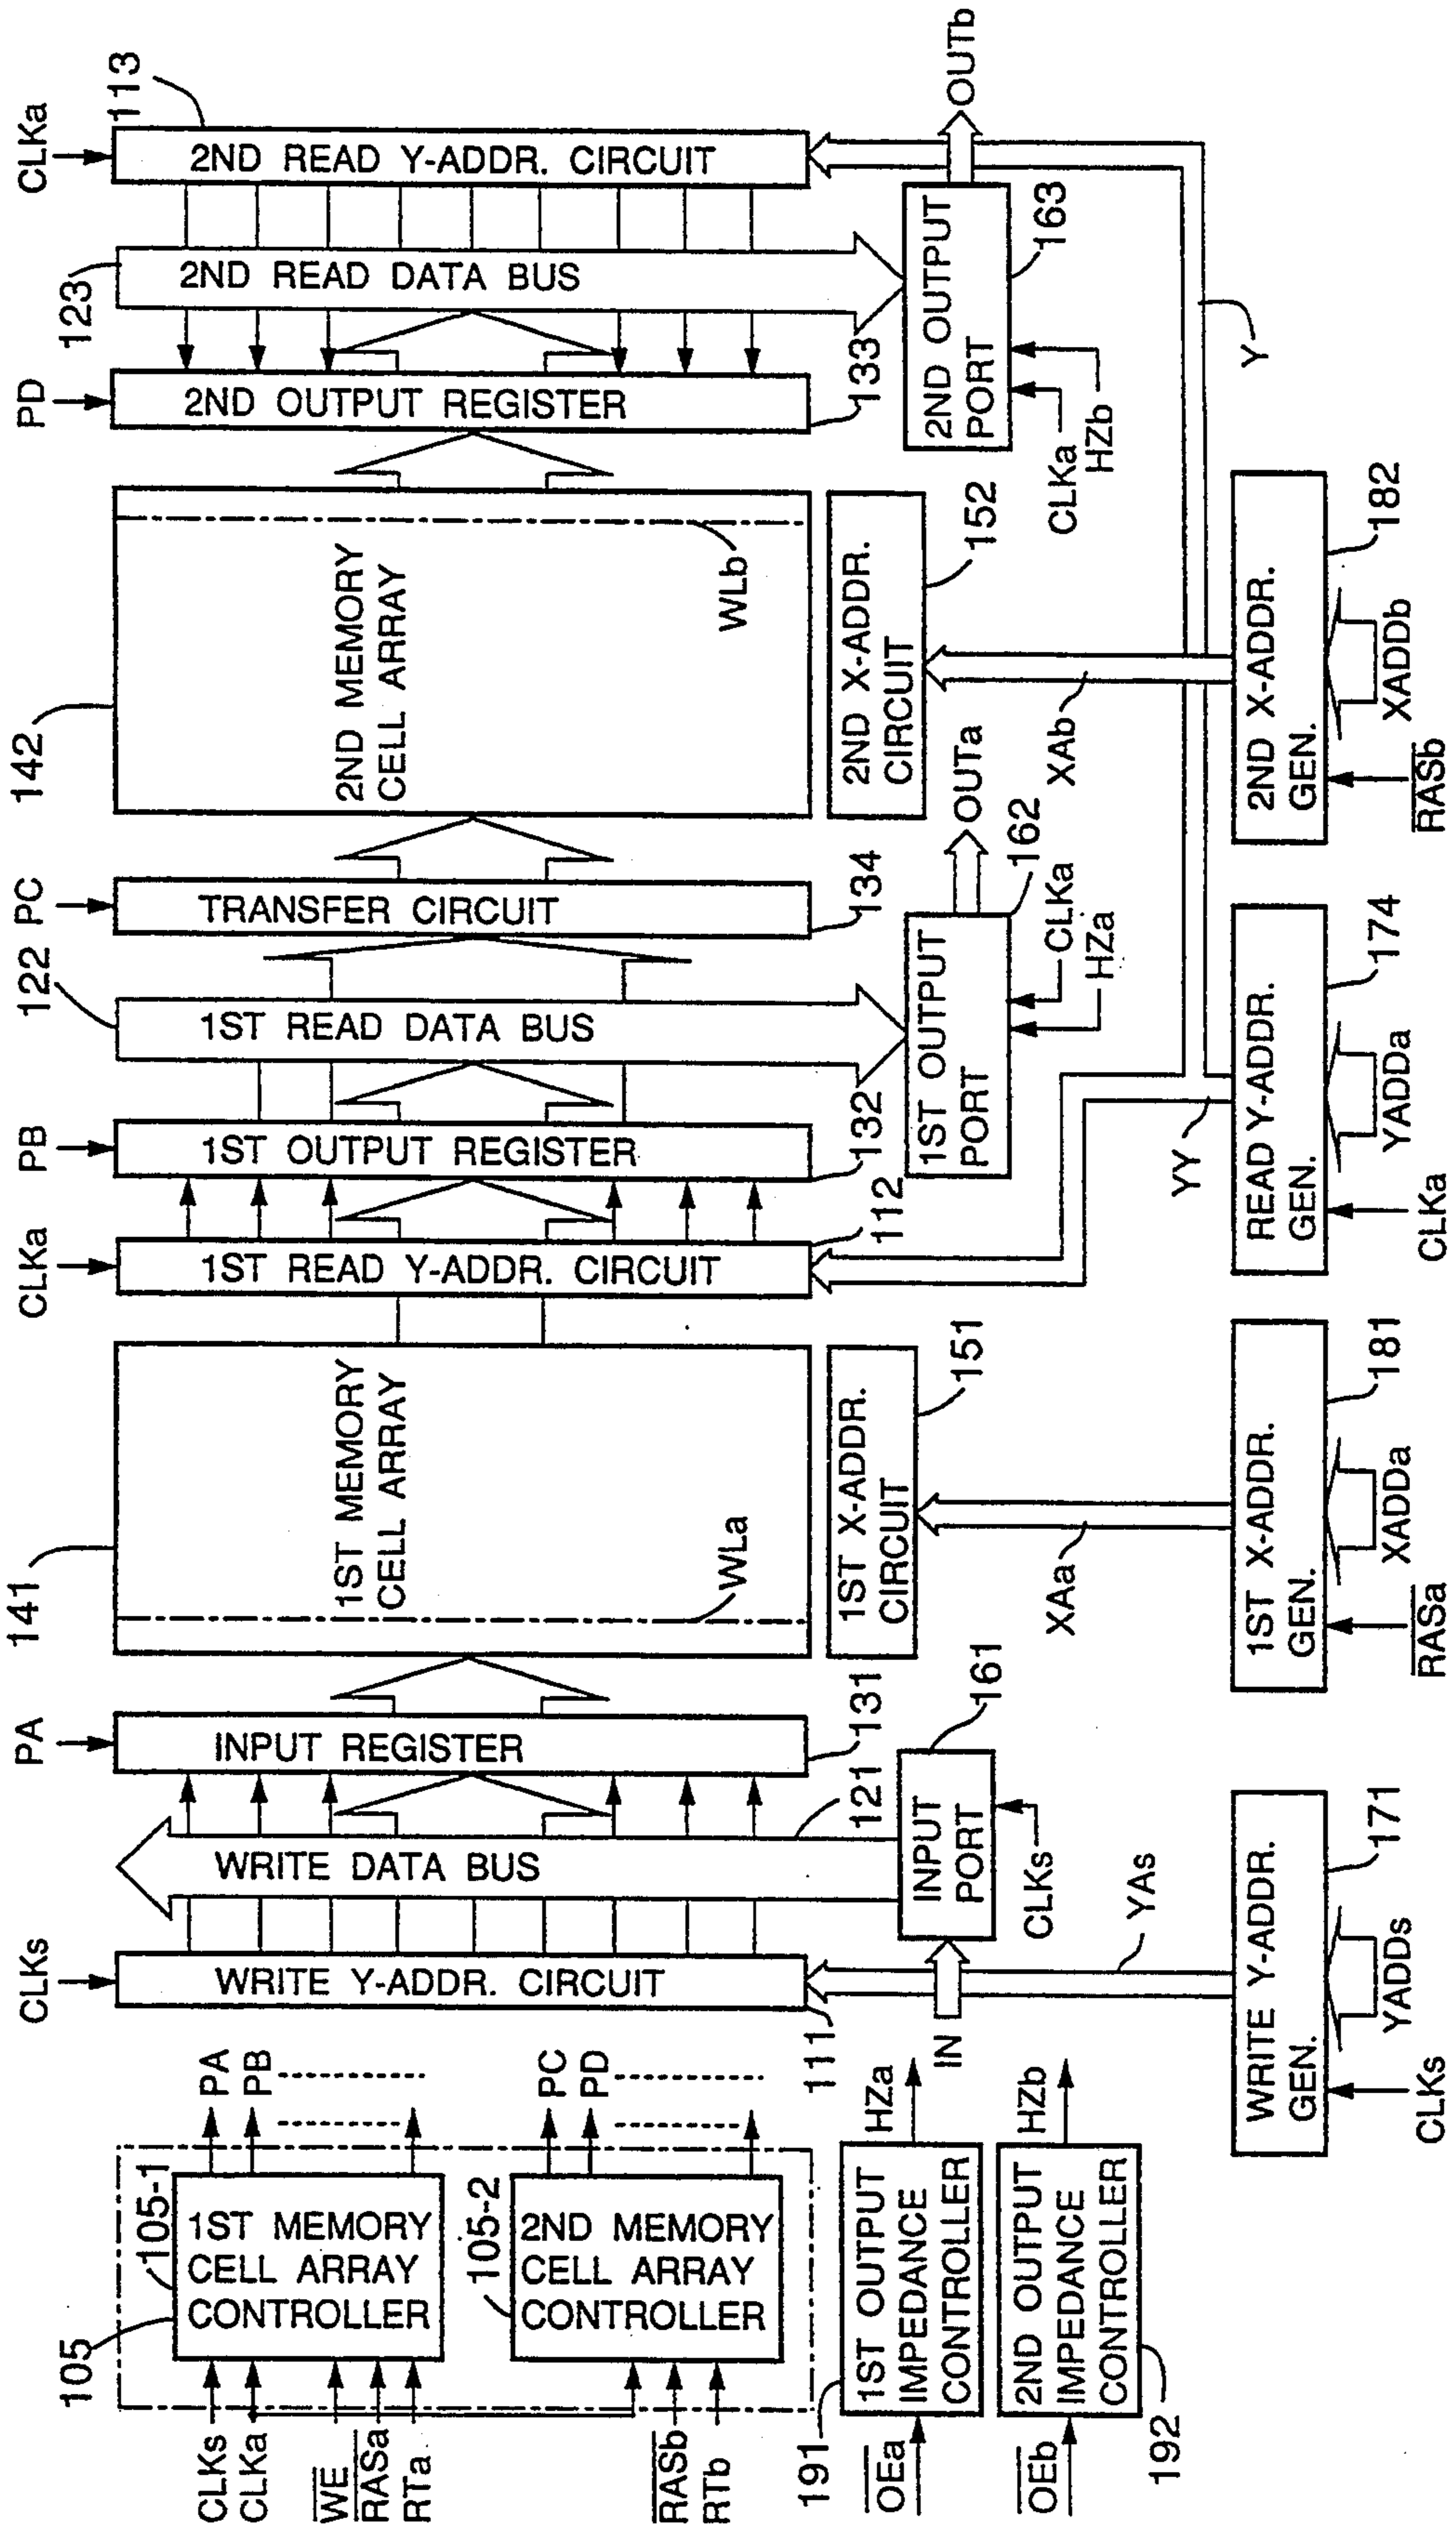 CLKs
CLKa
WE
RASa
RTa
RASb
RTb
105
105-1
1ST MEMORY
CELL ARRAY
CONTROLLER
105-2
2ND MEMORY
CELL ARRAY
CONTROLLER
PA
PB
PC
PD
OEa
191
1ST OUTPUT
IMPEDANCE
CONTROLLER
HZa
OEb
192
2ND OUTPUT
IMPEDANCE
CONTROLLER
HZb
CLKs
WRITE Y-ADDR. CIRCUIT
111
WRITE DATA BUS
121
PA
INPUT REGISTER
131
IN
INPUT
PORT
161
CLKs
YAs
WRITE Y-ADDR.
GEN.
171
CLKs
YADDs
141
1ST MEMORY
CELL ARRAY
WLa
1ST X-ADDR.
CIRCUIT
151
XAa
1ST X-ADDR.
GEN.
181
RASa
XADDa
CLKa
1ST READ Y-ADDR. CIRCUIT
112
PB
1ST OUTPUT REGISTER
132
122
1ST READ DATA BUS
PC
TRANSFER CIRCUIT
134
1ST OUTPUT
PORT
162
OUTa
CLKa
HZa
YY
READ Y-ADDR.
GEN.
174
CLKa
YADDa
142
2ND MEMORY
CELL ARRAY
WLb
2ND X-ADDR.
CIRCUIT
152
XAb
2ND X-ADDR.
GEN.
182
RASb
XADDb
PD
2ND OUTPUT REGISTER
133
123
2ND READ DATA BUS
CLKa
113
2ND READ Y-ADDR. CIRCUIT
2ND OUTPUT
PORT
163
OUTb
CLKa
HZb
Y